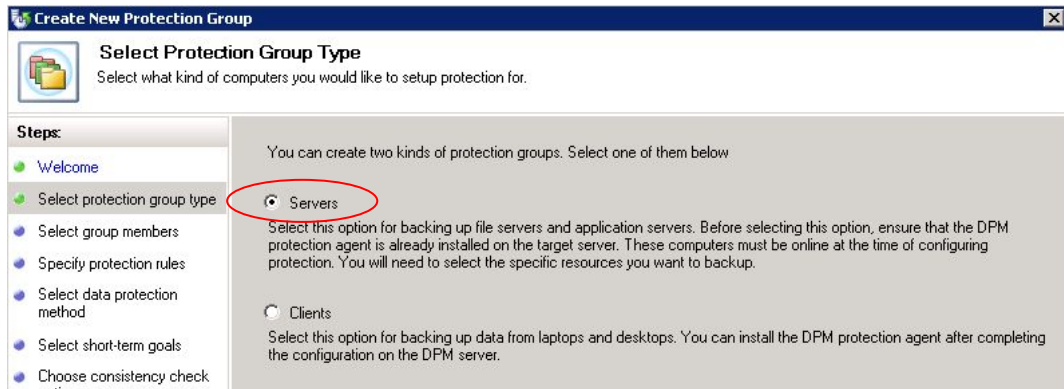 Create New Protection Group
Select Protection Group Type
Select what kind of computers you would like to setup protection for.
Steps:
Welcome
Select protection group type
Select group members
Specify protection rules
Select data protection
method
Select short-term goals
Choose consistency check
You can create two kinds of protection groups. Select one of them below
Servers
Select this option for backing up file servers and application servers. Before selecting this option, ensure that the DPM
protection agent is already installed on the target server. These computers must be online at the time of configuring
protection. You will need to select the specific resources you want to backup.
Clients
Select this option for backing up data from laptops and desktops. You can install the DPM protection agent after completing
the configuration on the DPM server.